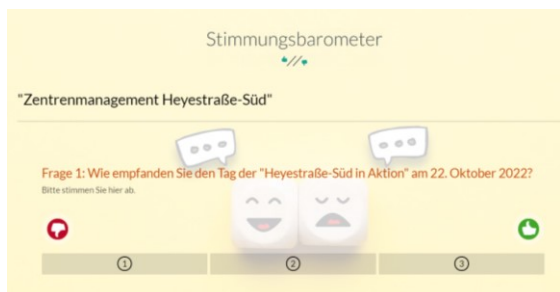 Stimmungsbarometer
"Zentrenmanagement Heyestraße-Süd"
Frage 1: Wie empfanden Sie den Tag der "Heyestraße-Süd in Aktion" am 22. Oktober 2022?
Bitte stimmen Sie hier ab.
1 2 3